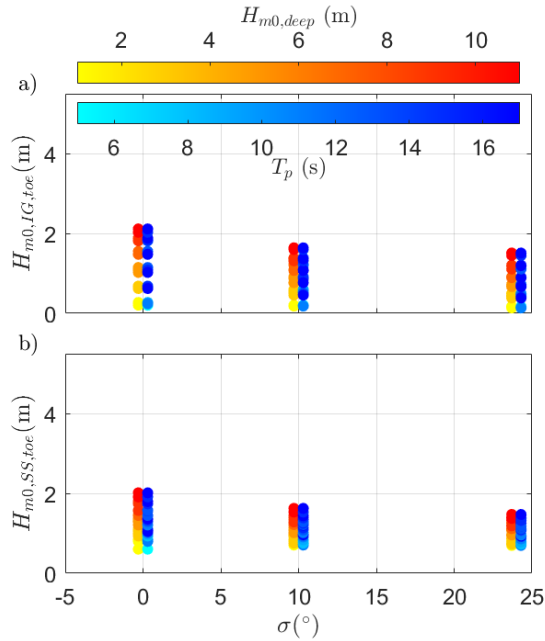 H_{m0,deep} (m)
2 4 6 8 10
a)
6 8 10 12 14 16
T_p (s)
4
2
0
H_{m0,IG,toe}(m)
b)
4
2
0
H_{m0,SS,toe}(m)
-5 0 5 10 15 20 25
σ(°)